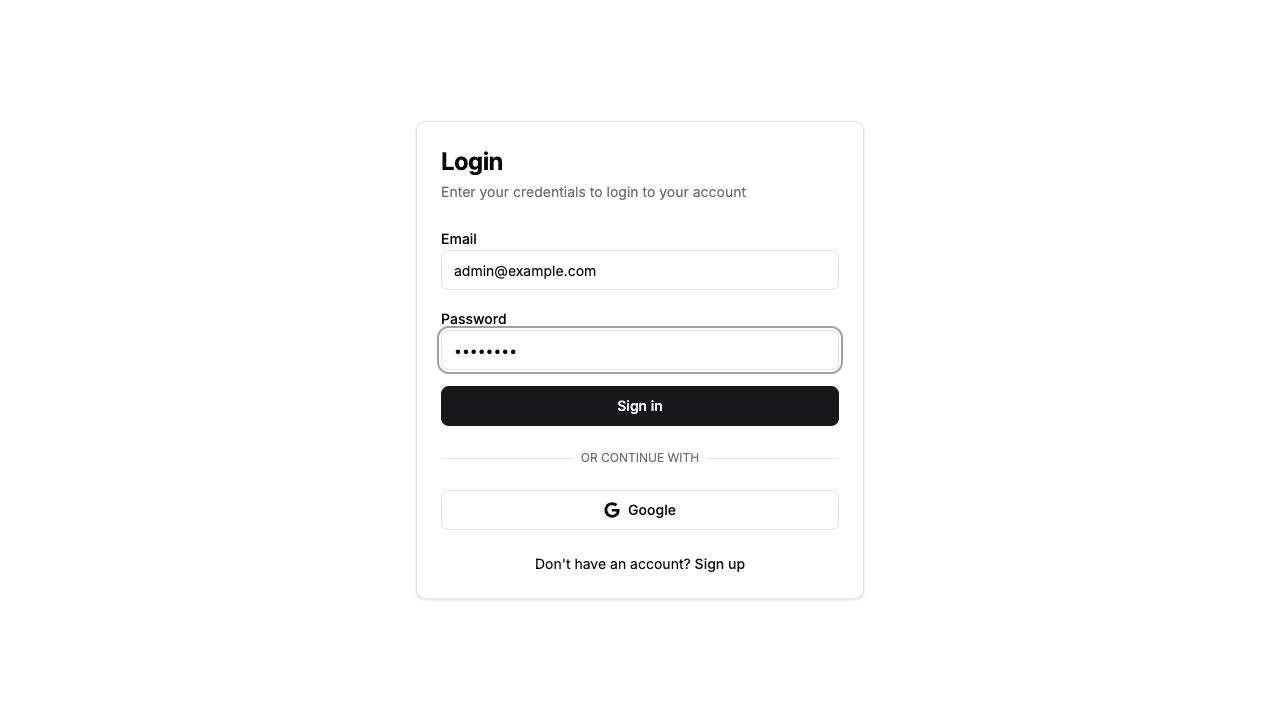 Login
Enter your credentials to login to your account
Email
admin@example.com
Password
••••••••
Sign in
OR CONTINUE WITH
Google
Don't have an account? Sign up